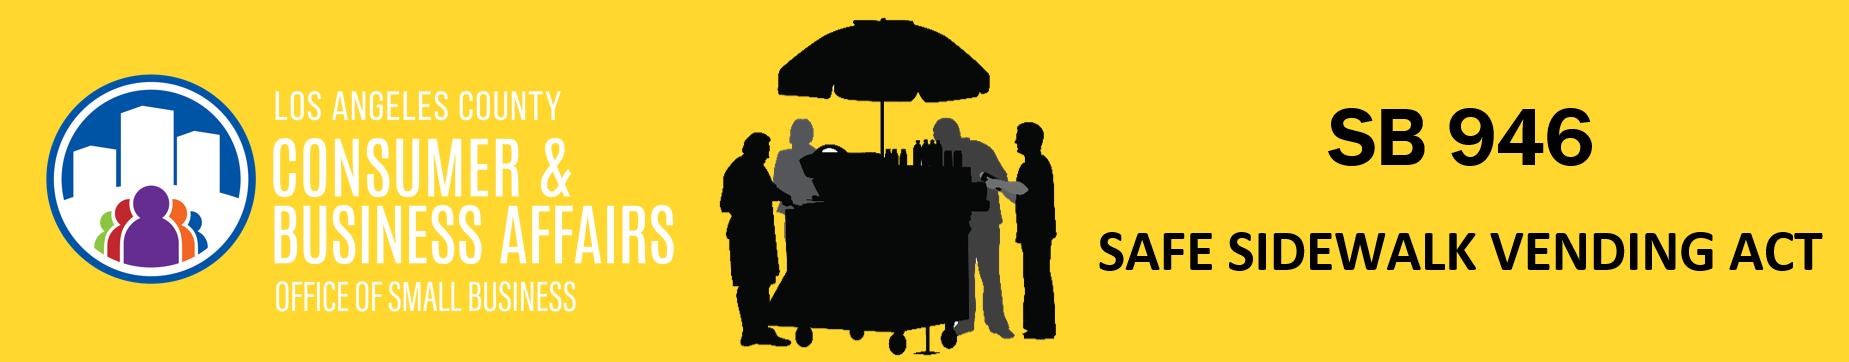 LOS ANGELES COUNTY
CONSUMER &
BUSINESS AFFAIRS
OFFICE OF SMALL BUSINESS
SB 946
SAFE SIDEWALK VENDING ACT